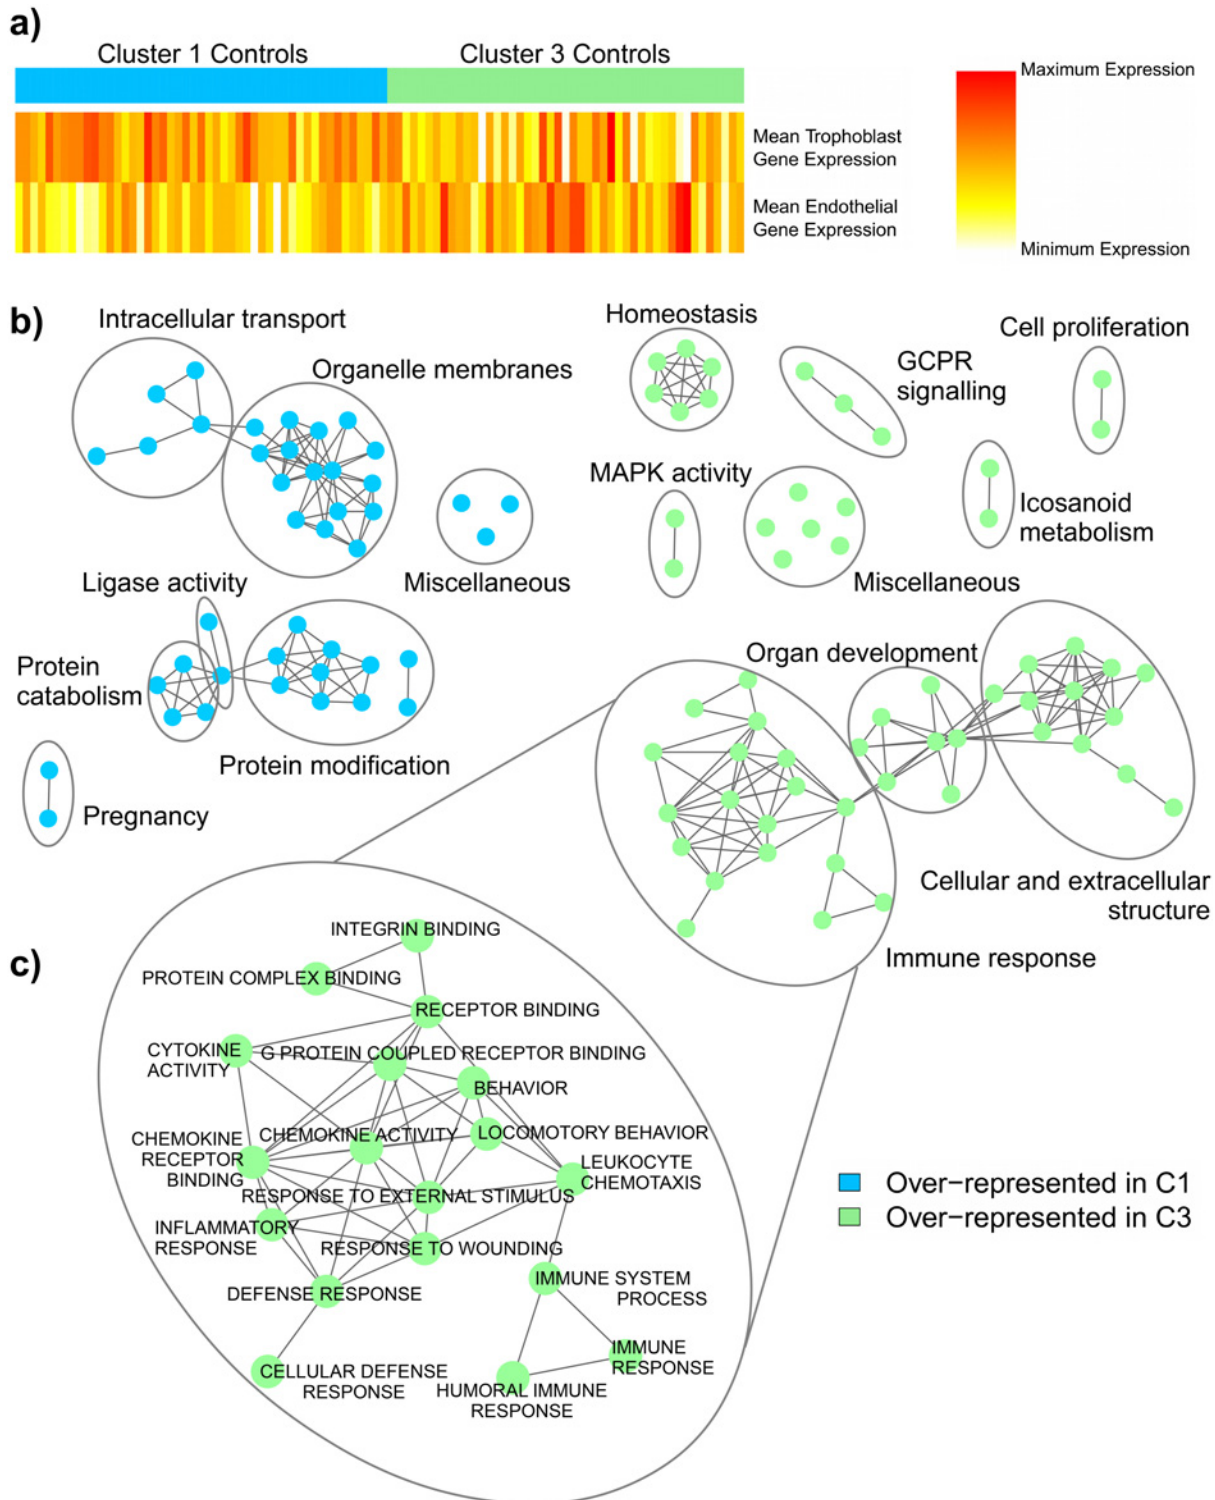 a)
Cluster 1 Controls
Cluster 3 Controls
Maximum Expression
Mean Trophoblast
Gene Expression
Mean Endothelial
Gene Expression
Minimum Expression
b)
Intracellular transport
Organelle membranes
Homeostasis
GCPR
signalling
Cell proliferation
MAPK activity
Icosanoid
metabolism
Miscellaneous
Miscellaneous
Ligase activity
Protein
catabolism
Protein modification
Pregnancy
Organ development
Cellular and extracellular
structure
Immune response
c)
INTEGRIN BINDING
PROTEIN COMPLEX BINDING
RECEPTOR BINDING
CYTOKINE
ACTIVITY
G PROTEIN COUPLED RECEPTOR BINDING
BEHAVIOR
CHEMOKINE
RECEPTOR
BINDING
CHEMOKINE ACTIVITY
LOCOMOTORY BEHAVIOR
LEUKOCYTE
CHEMOTAXIS
RESPONSE TO EXTERNAL STIMULUS
INFLAMMATORY
RESPONSE
RESPONSE TO WOUNDING
DEFENSE RESPONSE
IMMUNE SYSTEM
PROCESS
IMMUNE
RESPONSE
CELLULAR DEFENSE
RESPONSE
HUMORAL IMMUNE
RESPONSE
Over−represented in C1
Over−represented in C3